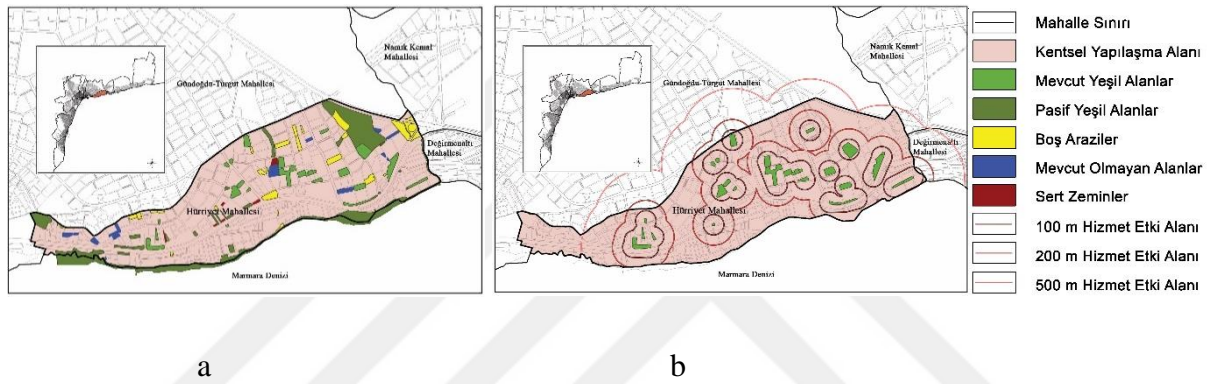 Namık Kemal
Mahallesi
Gündoğdu-Turgut Mahallesi
Değirmenaltı
Mahallesi
Hürriyet Mahallesi
Marmara Denizi
Namık Kemal
Mahallesi
Gündoğdu-Turgut Mahallesi
Değirmenaltı
Mahallesi
Hürriyet Mahallesi
Marmara Denizi
Mahalle Sınırı
Kentsel Yapılaşma Alanı
Mevcut Yeşil Alanlar
Pasif Yeşil Alanlar
Boş Araziler
Mevcut Olmayan Alanlar
Sert Zeminler
100 m Hizmet Etki Alanı
200 m Hizmet Etki Alanı
500 m Hizmet Etki Alanı
a
b